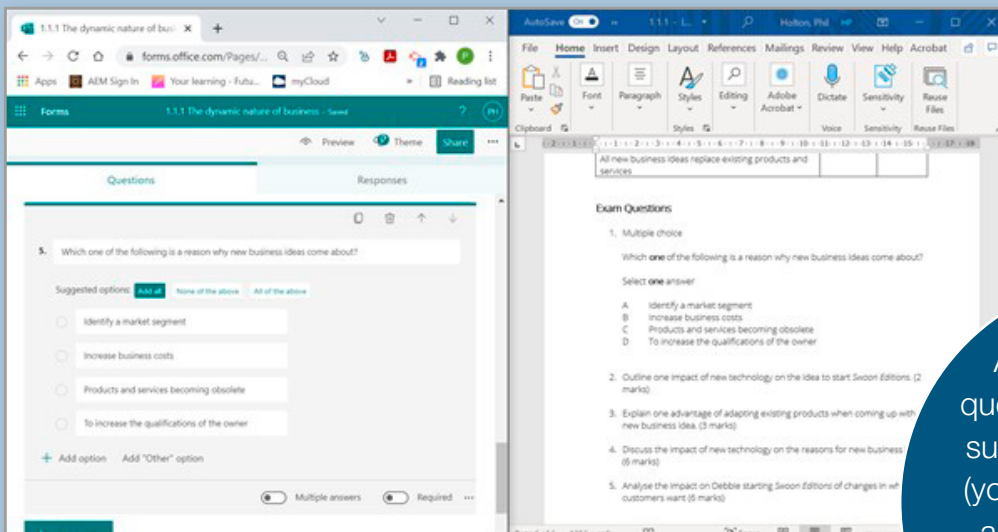 1.1.1 The dynamic nature of busi
forms.office.com/Pages/...
Apps AEM Sign In Your learning - Futu... myCloud » Reading list
Forms 1.1.1 The dynamic nature of business - Saved ? PH
Preview Theme Share ...
Questions Responses
5. Which one of the following is a reason why new business ideas come about?
Suggested options: Add all None of the above All of the above
Identify a market segment
Increase business costs
Products and services becoming obsolete
To increase the qualifications of the owner
+ Add option Add "Other" option
Multiple answers Required ...
AutoSave On 1.1.1 - L... Holton, Phil HP
File Home Insert Design Layout References Mailings Review View Help Acrobat
Paste Font Paragraph Styles Editing Adobe Acrobat Dictate Sensitivity Reuse Files
Clipboard Styles Voice Sensitivity Reuse Files
All new business ideas replace existing products and
services
Exam Questions
1. Multiple choice
Which one of the following is a reason why new business ideas come about?
Select one answer
A Identify a market segment
B Increase business costs
C Products and services becoming obsolete
D To increase the qualifications of the owner
2. Outline one impact of new technology on the idea to start Swoon Editions. (2
marks)
3. Explain one advantage of adapting existing products when coming up with
new business idea. (3 marks)
4. Discuss the impact of new technology on the reasons for new business
(6 marks)
5. Analyse the impact on Debbie starting Swoon Editions of changes in wh
customers want (6 marks)
A
que
su
(yo